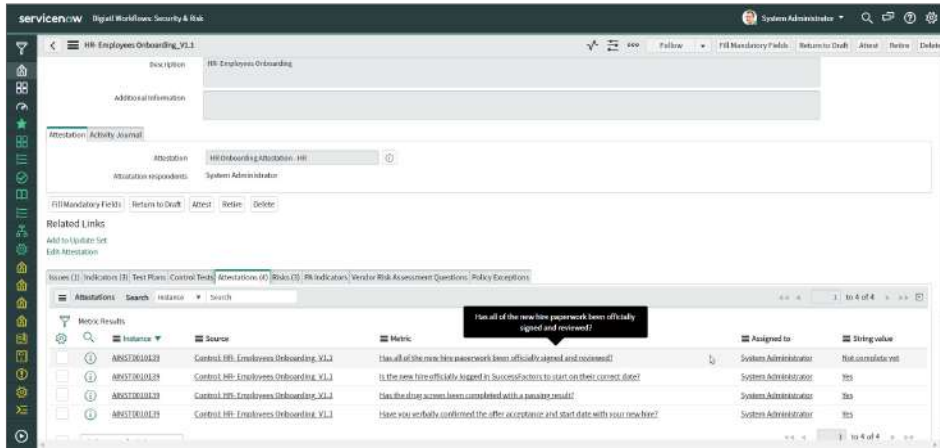 servicenow Digiatl Workflows: Security & Risk System Administrator
HR- Employees Onboarding_V1.1 Follow Fill Mandatory Fields Return to Draft Attest Retire Delete
Description HR- Employees Onboarding
Additional Information
Attestation Activity Journal
Attestation HR Onboarding Attestation - HR
Attestation respondents System Administrator
Fill Mandatory Fields Return to Draft Attest Retire Delete
Related Links
Add to Update Set
Edit Attestation
Issues (1) Indicators (3) Test Plans Control Tests Attestations (4) Risks (3) PA Indicators Vendor Risk Assessment Questions Policy Exceptions
Attestations Search Instance Search 1 to 4 of 4
Has all of the new hire paperwork been officially
signed and reviewed?
Metric Results
Instance Source Metric Assigned to String value
AINST0010139 Control: HR- Employees Onboarding_V1.1 Has all of the new hire paperwork been officially signed and reviewed? System Administrator Not complete yet
AINST0010139 Control: HR- Employees Onboarding_V1.1 Is the new hire officially logged in SuccessFactors to start on their correct date? System Administrator Yes
AINST0010139 Control: HR- Employees Onboarding_V1.1 Has the drug screen been completed with a passing result? System Administrator Yes
AINST0010139 Control: HR- Employees Onboarding_V1.1 Have you verbally confirmed the offer acceptance and start date with your new hire? System Administrator Yes
1 to 4 of 4